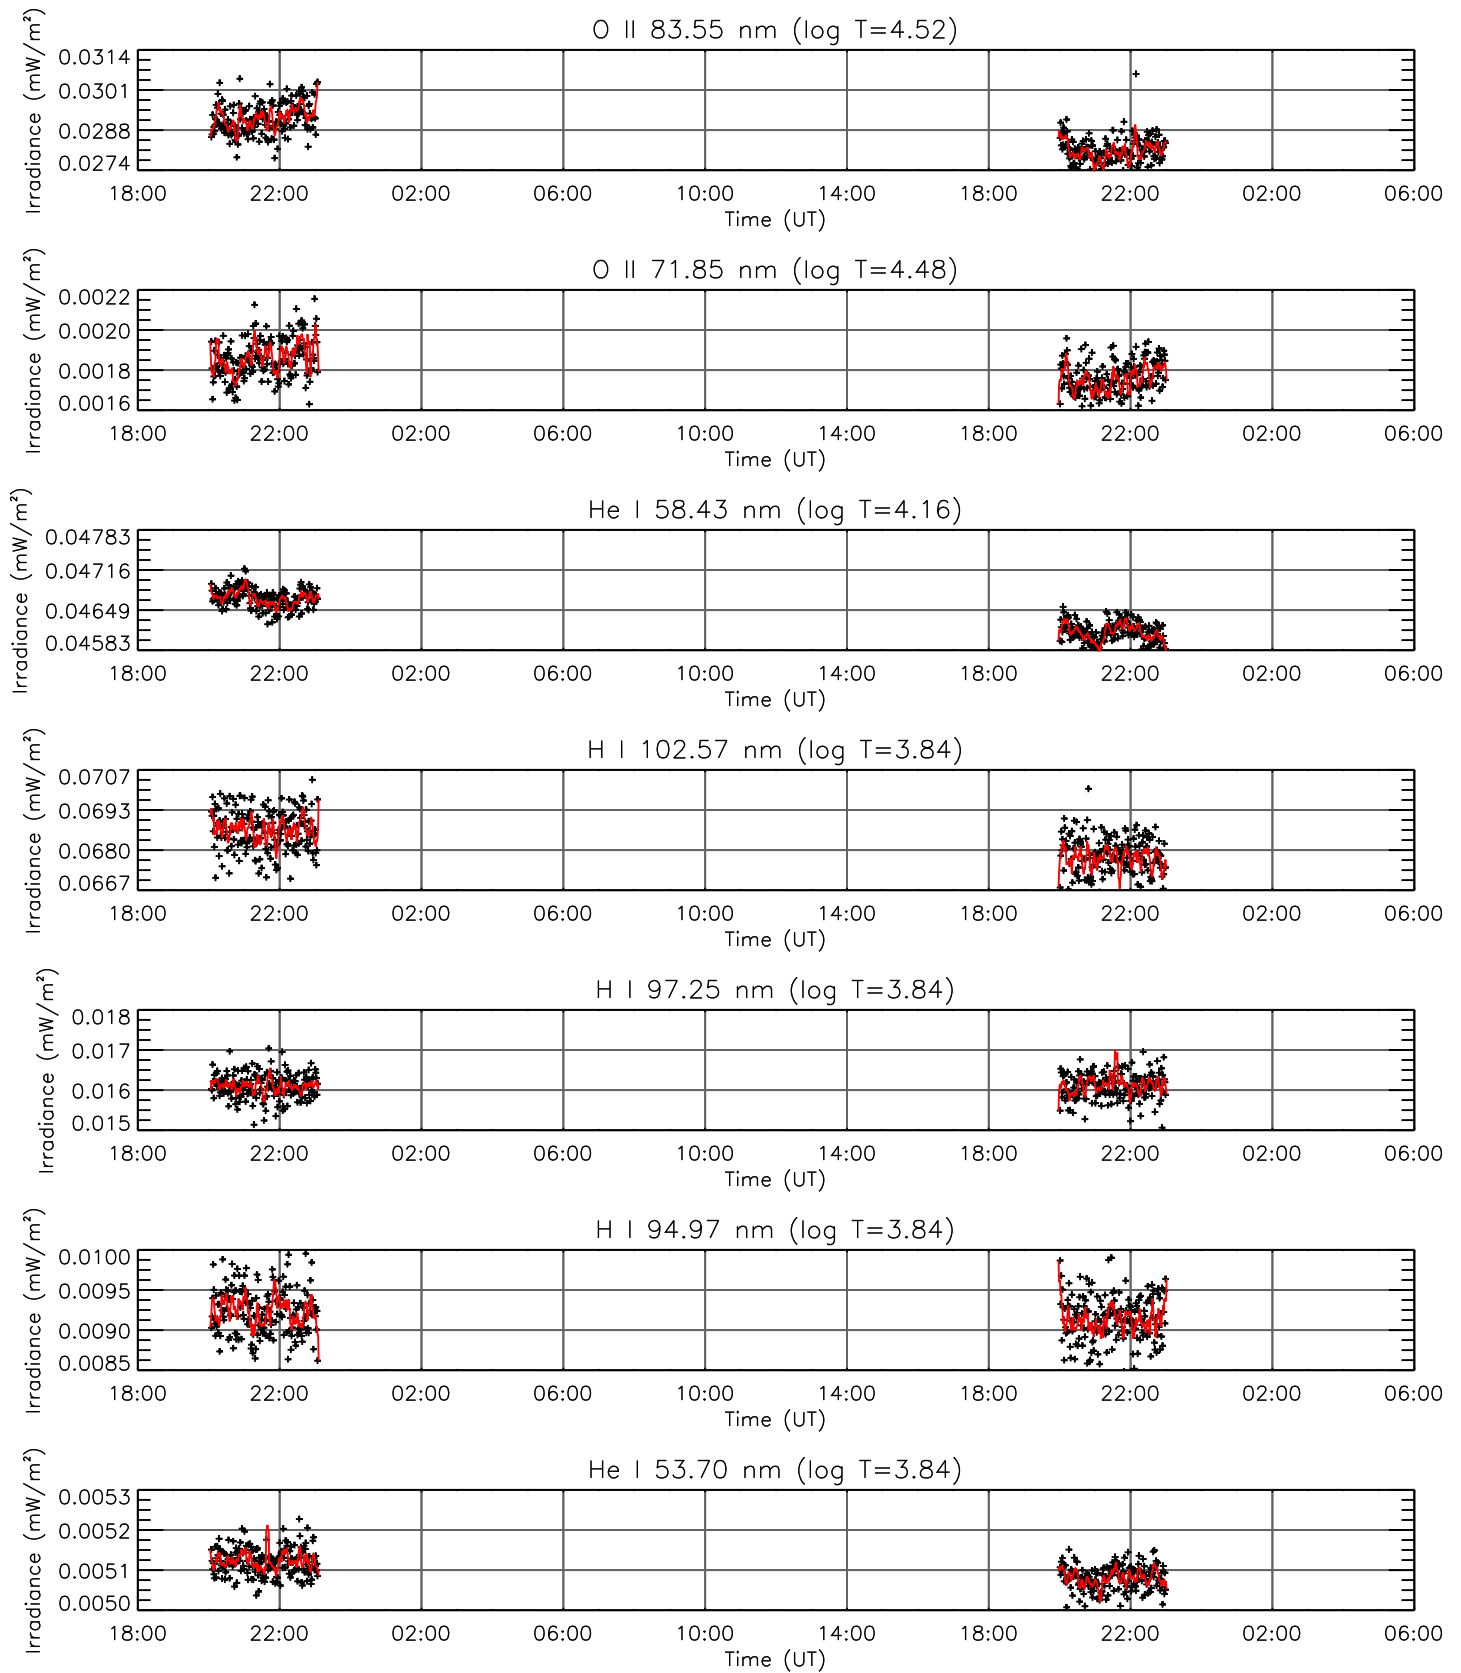 O II 83.55 nm (log T=4.52)
Irradiance (mW/m²)
0.0314
0.0301
0.0288
0.0274
18:00 22:00 02:00 06:00 10:00 14:00 18:00 22:00 02:00 06:00
Time (UT)
O II 71.85 nm (log T=4.48)
Irradiance (mW/m²)
0.0022
0.0020
0.0018
0.0016
18:00 22:00 02:00 06:00 10:00 14:00 18:00 22:00 02:00 06:00
Time (UT)
He I 58.43 nm (log T=4.16)
Irradiance (mW/m²)
0.04783
0.04716
0.04649
0.04583
18:00 22:00 02:00 06:00 10:00 14:00 18:00 22:00 02:00 06:00
Time (UT)
H I 102.57 nm (log T=3.84)
Irradiance (mW/m²)
0.0707
0.0693
0.0680
0.0667
18:00 22:00 02:00 06:00 10:00 14:00 18:00 22:00 02:00 06:00
Time (UT)
H I 97.25 nm (log T=3.84)
Irradiance (mW/m²)
0.018
0.017
0.016
0.015
18:00 22:00 02:00 06:00 10:00 14:00 18:00 22:00 02:00 06:00
Time (UT)
H I 94.97 nm (log T=3.84)
Irradiance (mW/m²)
0.0100
0.0095
0.0090
0.0085
18:00 22:00 02:00 06:00 10:00 14:00 18:00 22:00 02:00 06:00
Time (UT)
He I 53.70 nm (log T=3.84)
Irradiance (mW/m²)
0.0053
0.0052
0.0051
0.0050
18:00 22:00 02:00 06:00 10:00 14:00 18:00 22:00 02:00 06:00
Time (UT)